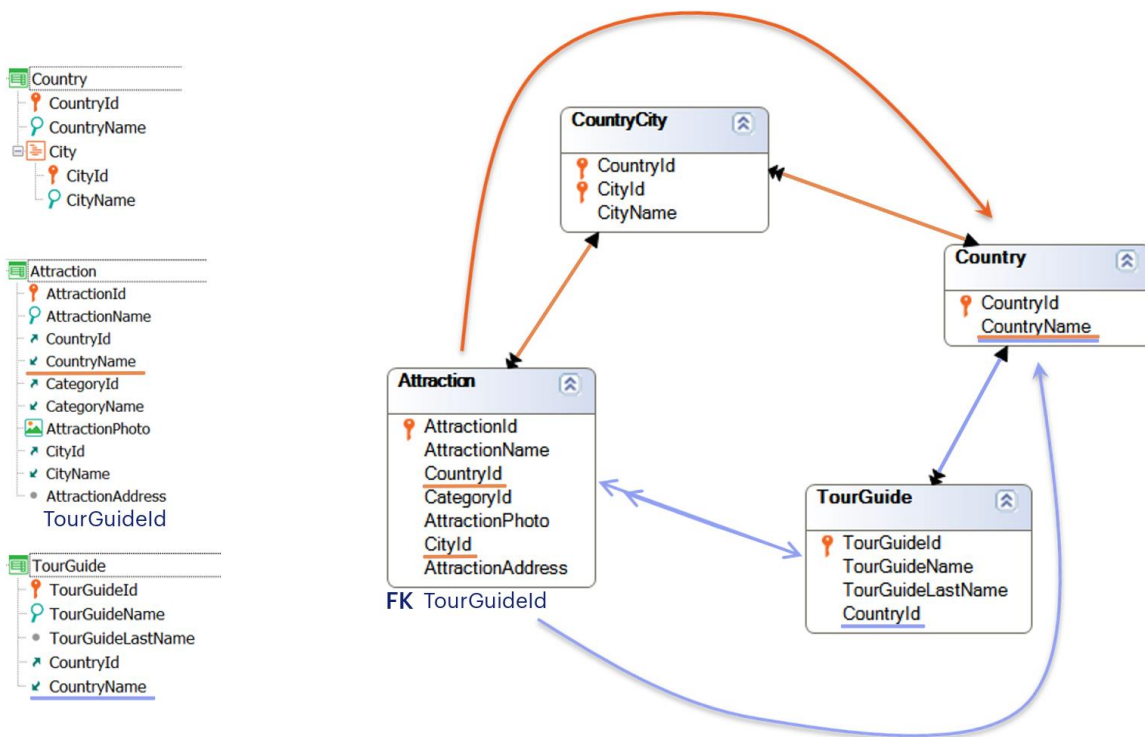 Country
CountryId
CountryName
City
CityId
CityName
Attraction
AttractionId
AttractionName
CountryId
CountryName
CategoryId
CategoryName
AttractionPhoto
CityId
CityName
AttractionAddress
TourGuideId
TourGuide
TourGuideId
TourGuideName
TourGuideLastName
CountryId
CountryName
CountryCity
CountryId
CityId
CityName
Country
CountryId
CountryName
Attraction
AttractionId
AttractionName
CountryId
CategoryId
AttractionPhoto
CityId
AttractionAddress
FK TourGuideId
TourGuide
TourGuideId
TourGuideName
TourGuideLastName
CountryId